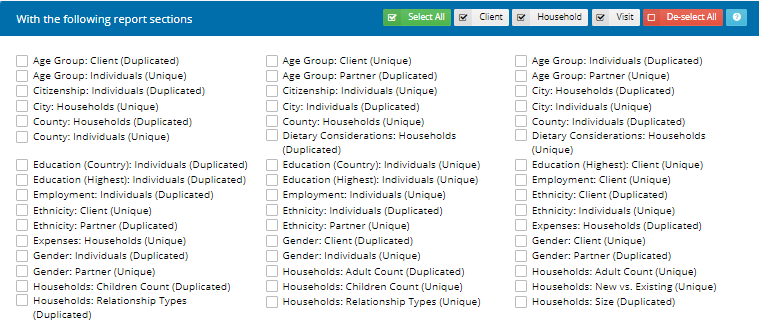 With the following report sections
Select All
Client
Household
Visit
De-select All
?
Age Group: Client (Duplicated)
Age Group: Client (Unique)
Age Group: Individuals (Duplicated)
Age Group: Individuals (Unique)
Age Group: Partner (Duplicated)
Age Group: Partner (Unique)
Citizenship: Individuals (Duplicated)
Citizenship: Individuals (Unique)
City: Households (Duplicated)
City: Households (Unique)
City: Individuals (Duplicated)
City: Individuals (Unique)
County: Households (Duplicated)
County: Households (Unique)
County: Individuals (Duplicated)
County: Individuals (Unique)
Dietary Considerations: Households
(Duplicated)
Dietary Considerations: Households
(Unique)
Education (Country): Individuals (Duplicated)
Education (Country): Individuals (Unique)
Education (Highest): Client (Unique)
Education (Highest): Individuals (Duplicated)
Education (Highest): Individuals (Unique)
Employment: Client (Unique)
Employment: Individuals (Duplicated)
Employment: Individuals (Unique)
Ethnicity: Client (Duplicated)
Ethnicity: Client (Unique)
Ethnicity: Individuals (Duplicated)
Ethnicity: Individuals (Unique)
Ethnicity: Partner (Duplicated)
Ethnicity: Partner (Unique)
Expenses: Households (Duplicated)
Expenses: Households (Unique)
Gender: Client (Duplicated)
Gender: Client (Unique)
Gender: Individuals (Duplicated)
Gender: Individuals (Unique)
Gender: Partner (Duplicated)
Gender: Partner (Unique)
Households: Adult Count (Duplicated)
Households: Adult Count (Unique)
Households: Children Count (Duplicated)
Households: Children Count (Unique)
Households: New vs. Existing (Unique)
Households: Relationship Types
(Duplicated)
Households: Relationship Types (Unique)
Households: Size (Duplicated)